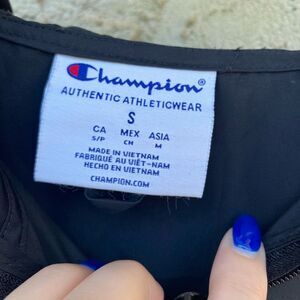 Champion®
AUTHENTIC ATHLETICWEAR
S
CA MEX ASIA
S/P CH M
MADE IN VIETNAM
FABRIQUÉ AU VIÊT-NAM
HECHO EN VIETNAM
CHAMPION.COM